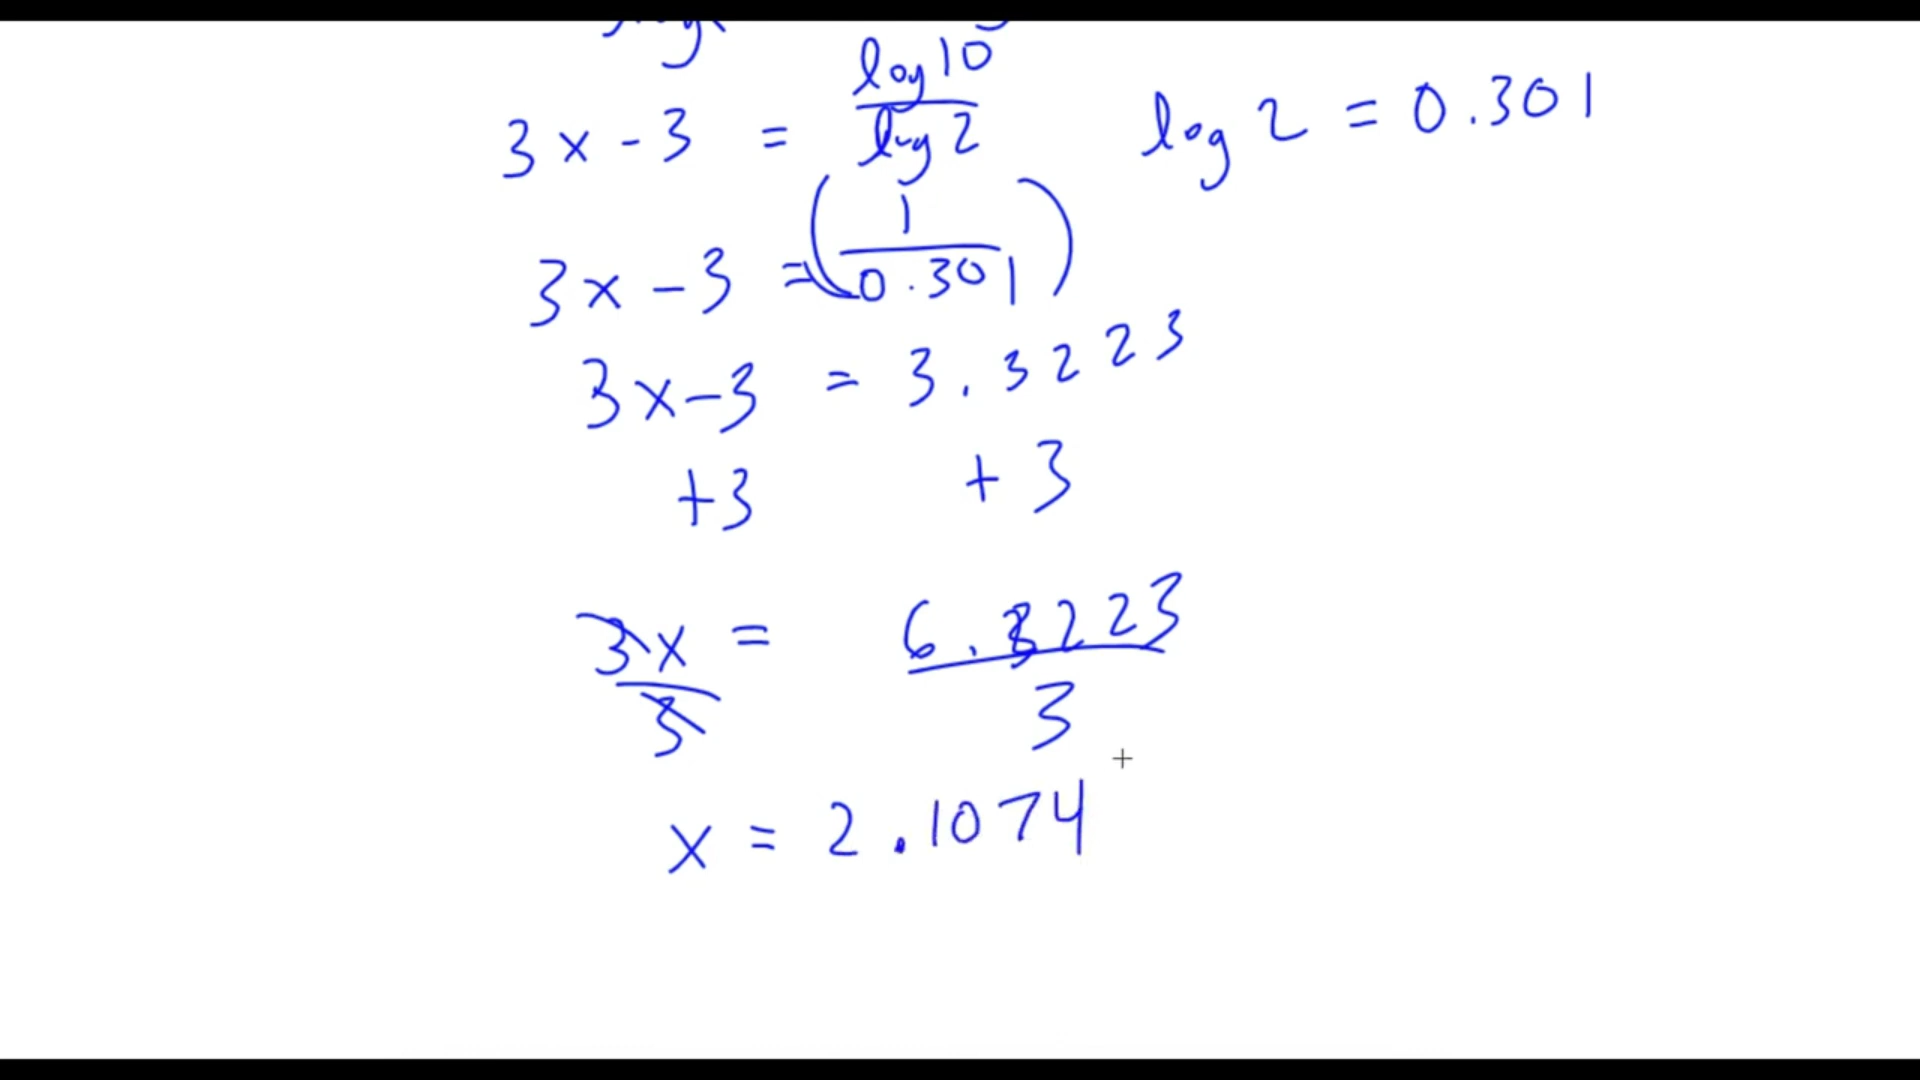 3x - 3 = log 10 / log 2
log 2 = 0.301
3x - 3 = (1 / 0.301)
3x - 3 = 3.3223
+3 +3
3x / 3 = 6.3223 / 3
x = 2.1074